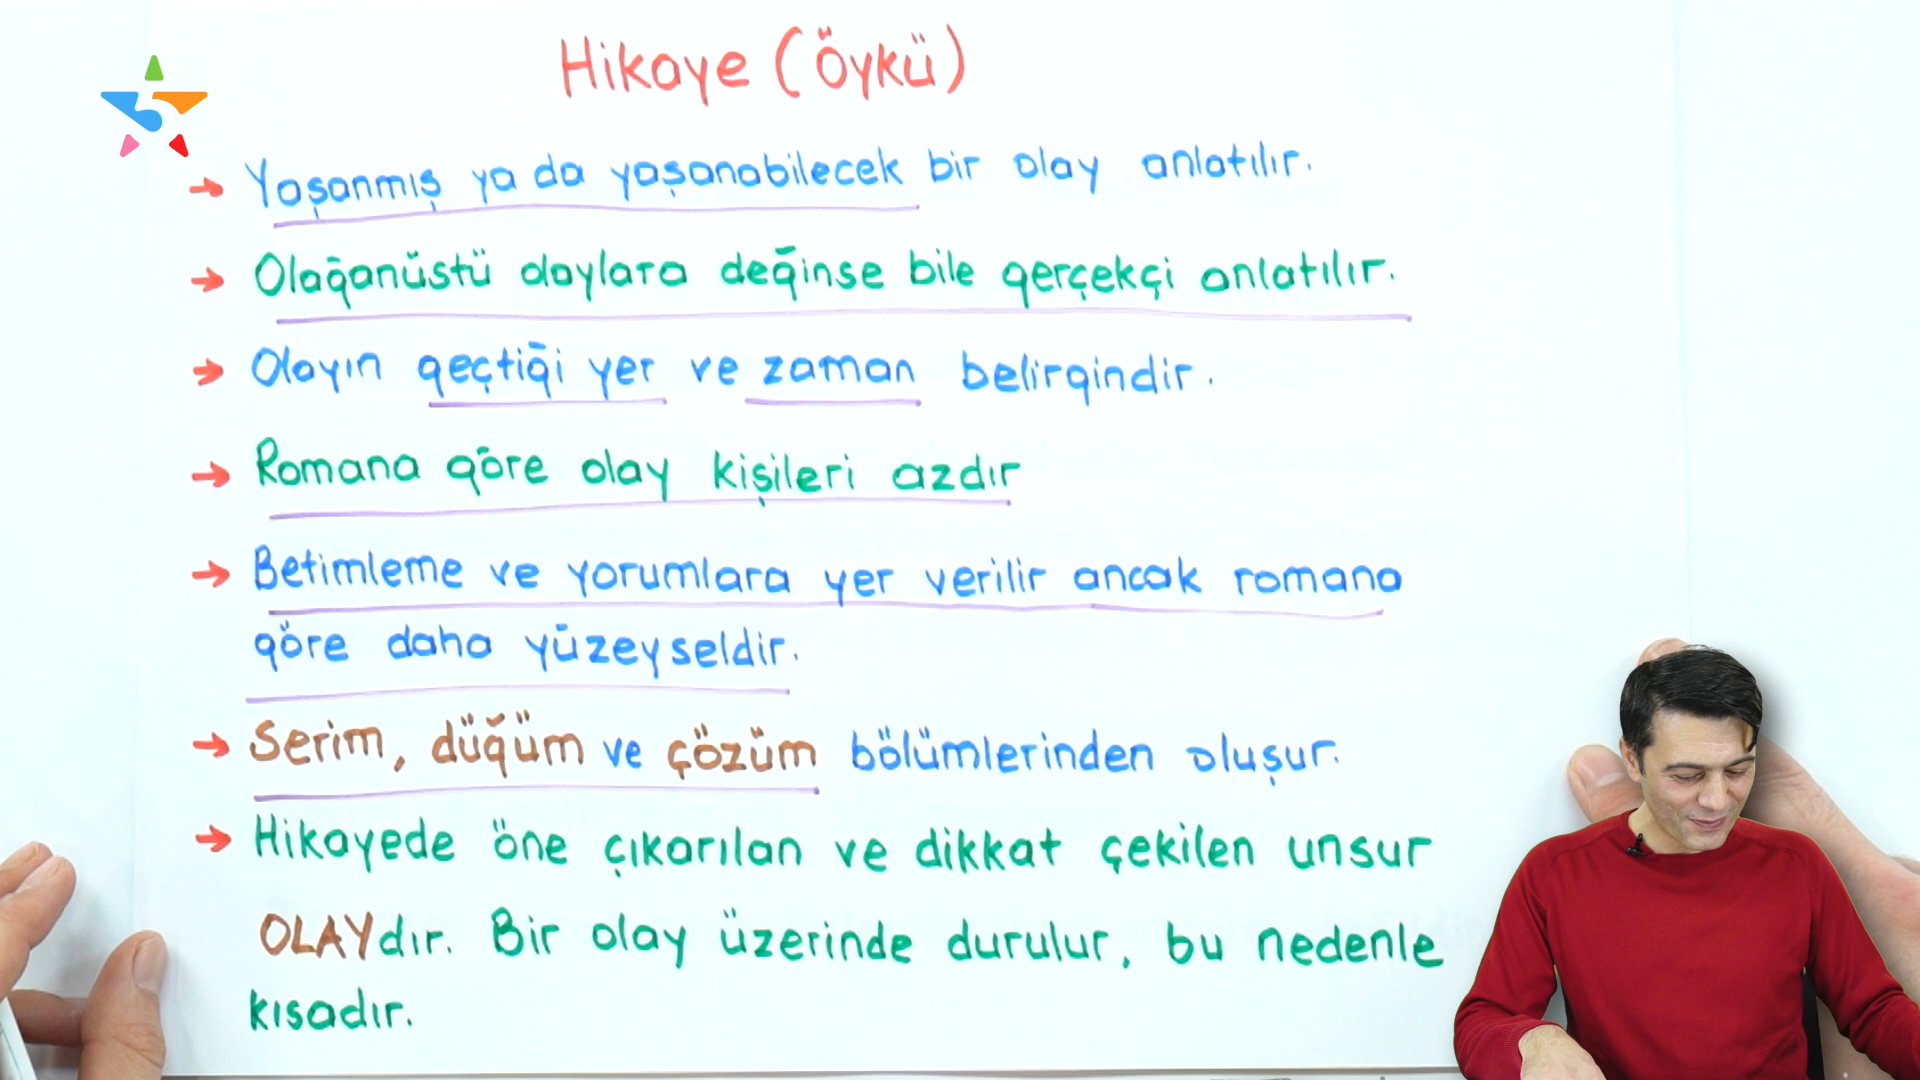 Hikaye (Öykü)
→ Yaşanmış ya da yaşanabilecek bir olay anlatılır.
→ Olağanüstü olaylara değinse bile gerçekçi anlatılır.
→ Olayın geçtiği yer ve zaman belirgindir.
→ Romana göre olay kişileri azdır
→ Betimleme ve yorumlara yer verilir ancak romana
göre daha yüzeyseldir.
→ Serim, düğüm ve çözüm bölümlerinden oluşur.
→ Hikayede öne çıkarılan ve dikkat çekilen unsur
OLAYdır. Bir olay üzerinde durulur, bu nedenle
kısadır.